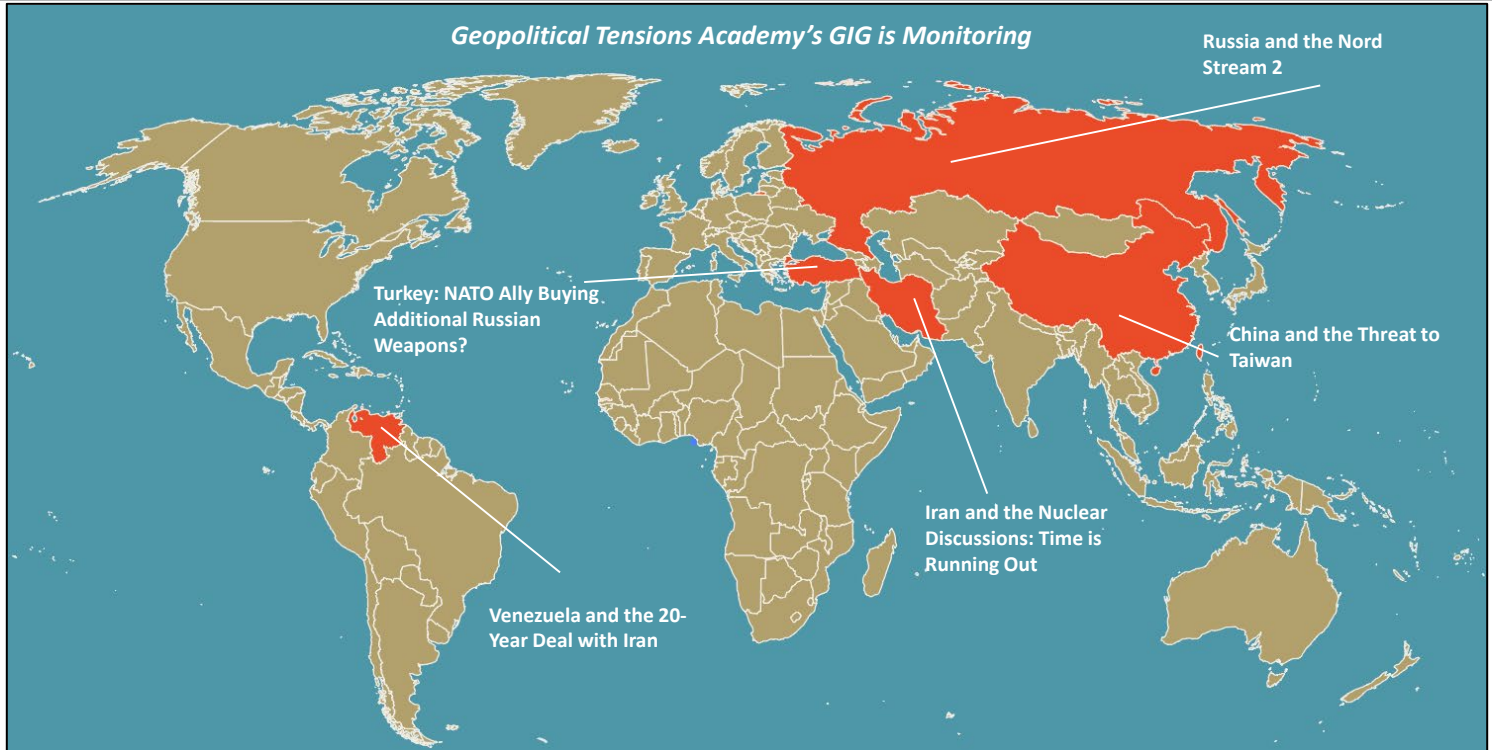 Geopolitical Tensions Academy's GIG is Monitoring
Russia and the Nord
Stream 2
Turkey: NATO Ally Buying
Additional Russian
Weapons?
China and the Threat to
Taiwan
Iran and the Nuclear
Discussions: Time is
Running Out
Venezuela and the 20-
Year Deal with Iran